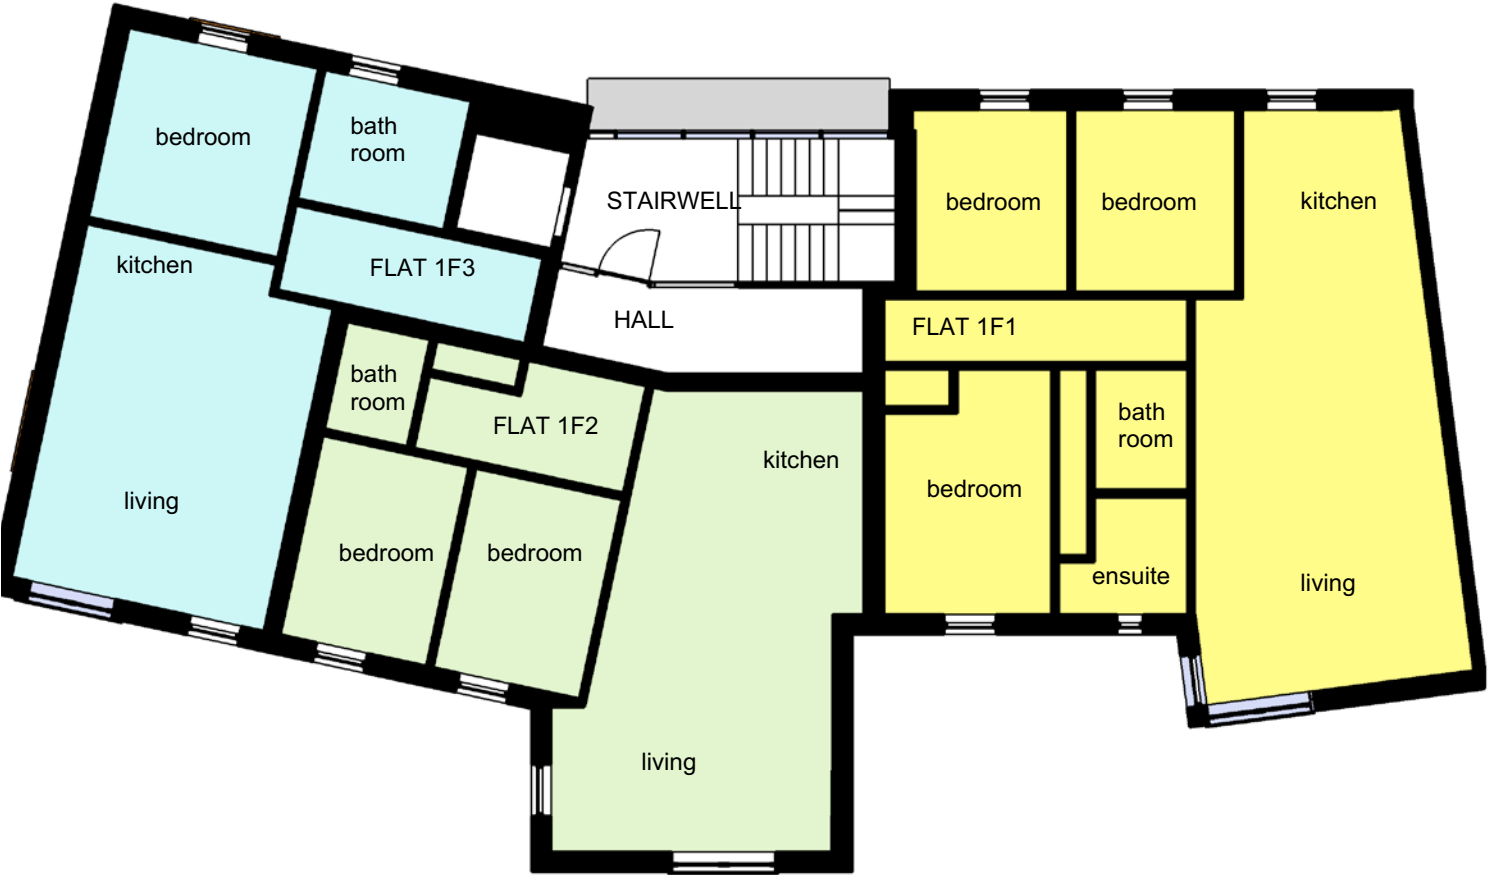 bedroom
bath
room
kitchen
FLAT 1F3
living
STAIRWELL
HALL
bath
room
FLAT 1F2
bedroom
bedroom
kitchen
living
bedroom
bedroom
kitchen
FLAT 1F1
bedroom
bath
room
ensuite
living